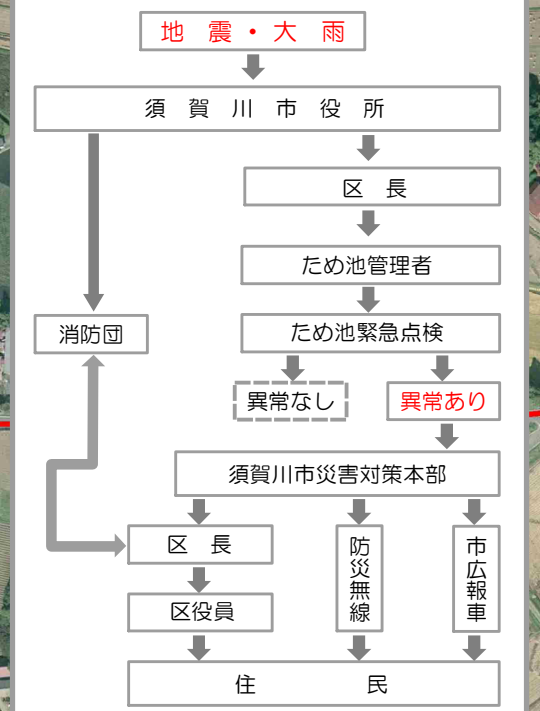 地　震・大　雨
須　賀　川　市　役　所
区　長
ため池管理者
消防団
ため池緊急点検
異常なし
異常あり
須賀川市災害対策本部
区　長
防災無線
市広報車
区役員
住　　　　　民